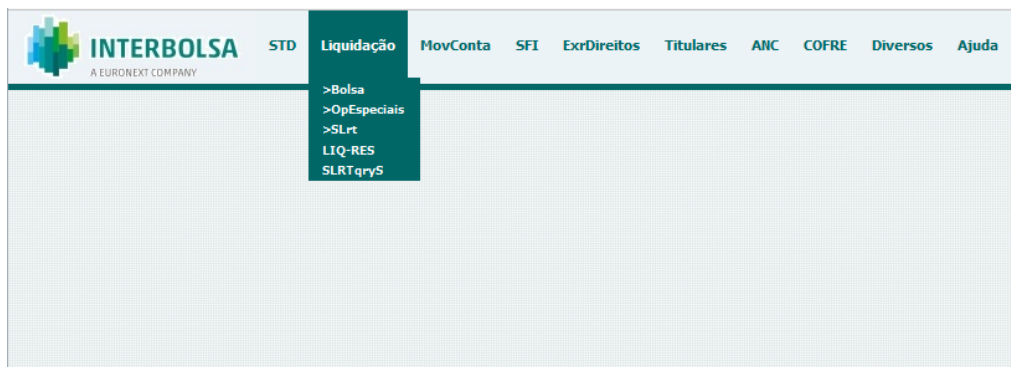 INTERBOLSA STD Liquidação MovConta SFI ExrDireitos Titulares ANC COFRE Diversos Ajuda
A EURONEXT COMPANY
>Bolsa
>OpEspeciais
>SLrt
LIQ-RES
SLRTqryS